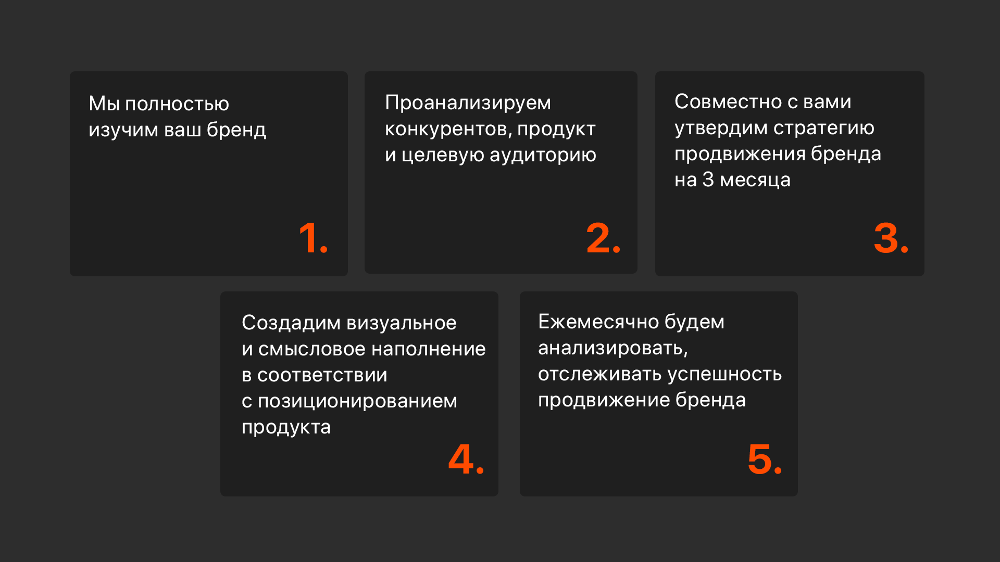 Мы полностью
изучим ваш бренд
1.
Проанализируем
конкурентов, продукт
и целевую аудиторию
2.
Совместно с вами
утвердим стратегию
продвижения бренда
на 3 месяца
3.
Создадим визуальное
и смысловое наполнение
в соответствии
с позиционированием
продукта
4.
Ежемесячно будем
анализировать,
отслеживать успешность
продвижение бренда
5.